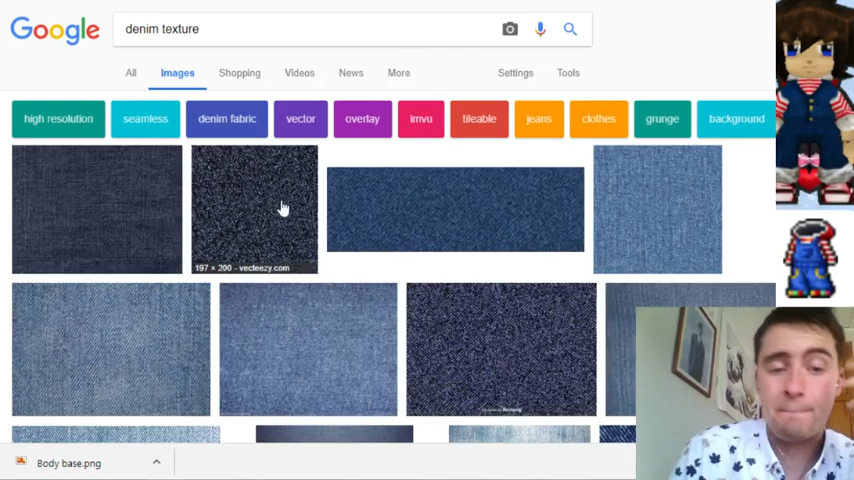 Google
denim texture
All
Images
Shopping
Videos
News
More
Settings
Tools
high resolution
seamless
denim fabric
vector
overlay
imvu
tileable
jeans
clothes
grunge
background
197 × 200 - vecteezy.com
Body base.png